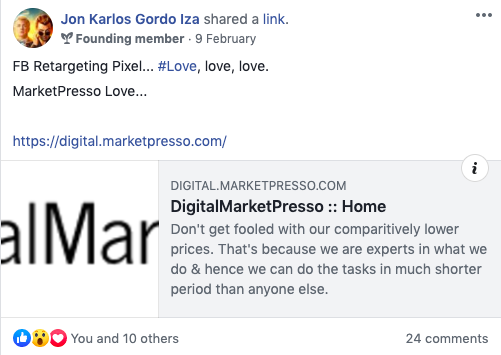 Jon Karlos Gordo Iza shared a link.
Founding member · 9 February
FB Retargeting Pixel... #Love, love, love.
MarketPresso Love...
https://digital.marketpresso.com/
alMar
DIGITAL.MARKETPRESSO.COM
DigitalMarketPresso :: Home
Don't get fooled with our comparitively lower
prices. That's because we are experts in what we
do & hence we can do the tasks in much shorter
period than anyone else.
You and 10 others
24 comments